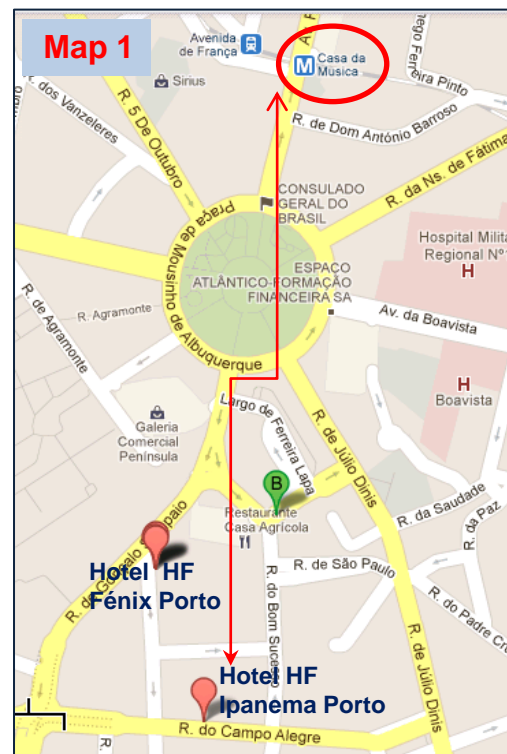 Map 1
Avenida
de França
M
Casa da
Música
Sirius
R. dos Vanzeleres
R. 5 De Outubro
R. de Dom António Barroso
R. da Ns. de Fátima
CONSULADO
GERAL DO
BRASIL
Praça de Mousinho de Albuquerque
Hospital Milita
Regional Nº
H
ESPAÇO
ATLÂNTICO-FORMAÇÃO
FINANCEIRA SA
R. Agramonte
R. de Agramonte
Av. da Boavista
H
Boavista
Largo de Ferreira Lapa
R. de Júlio Dinis
Galeria
Comercial
Península
B
Restaurante
Casa Agrícola
R. da Saudade
R. da Paz
Hotel HF
Fénix Porto
R. de São Paulo
R. do Bom Sucesso
R. do Padre Cru
R. de Júlio Dinis
Hotel HF
Ipanema Porto
R. do Campo Alegre